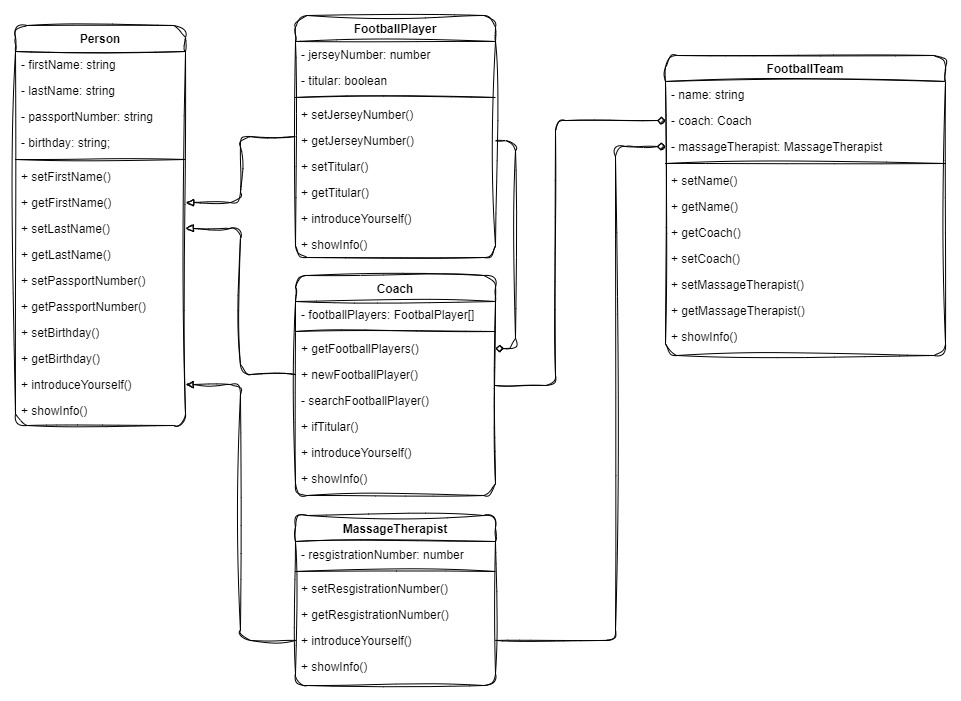 Person
- firstName: string
- lastName: string
- passportNumber: string
- birthday: string;
+ setFirstName()
+ getFirstName()
+ setLastName()
+ getLastName()
+ setPassportNumber()
+ getPassportNumber()
+ setBirthday()
+ getBirthday()
+ introduceYourself()
+ showInfo()
FootballPlayer
- jerseyNumber: number
- titular: boolean
+ setJerseyNumber()
+ getJerseyNumber()
+ setTitular()
+ getTitular()
+ introduceYourself()
+ showInfo()
Coach
- footballPlayers: FootbalPlayer[]
+ getFootballPlayers()
+ newFootballPlayer()
- searchFootballPlayer()
+ ifTitular()
+ introduceYourself()
+ showInfo()
MassageTherapist
- resgistrationNumber: number
+ setResgistrationNumber()
+ getResgistrationNumber()
+ introduceYourself()
+ showInfo()
FootballTeam
- name: string
- coach: Coach
- massageTherapist: MassageTherapist
+ setName()
+ getName()
+ getCoach()
+ setCoach()
+ setMassageTherapist()
+ getMassageTherapist()
+ showInfo()